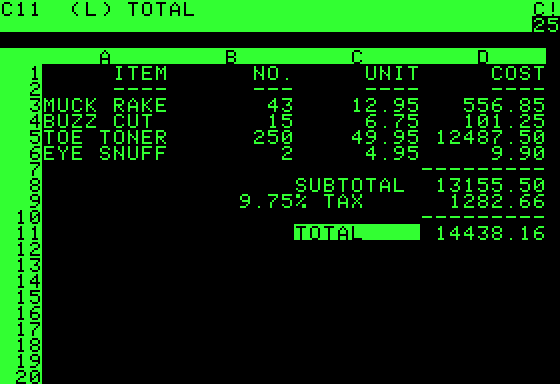 C11 (L) TOTAL C!
25
A B C D
1 ITEM NO. UNIT COST
2 ---- --- ---- ----
3 MUCK RAKE 43 12.95 556.85
4 BUZZ CUT 15 6.75 101.25
5 TOE TONER 250 49.95 12487.50
6 EYE SNUFF 2 4.95 9.90
7 ---------
8 SUBTOTAL 13155.50
9 9.75% TAX 1282.66
10 ---------
11 TOTAL 14438.16
12
13
14
15
16
17
18
19
20